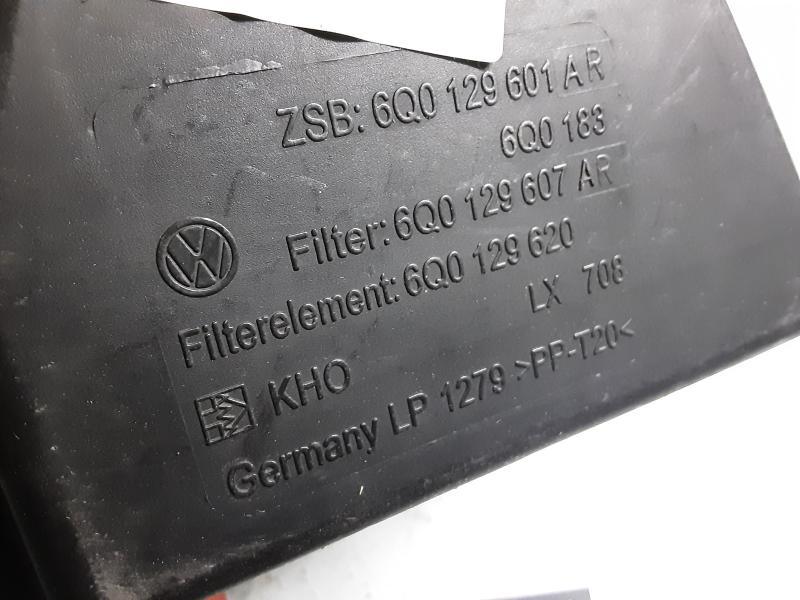 ZSB: 6Q0 129 601 AR
6Q0 183
Filter: 6Q0 129 607 AR
Filterelement: 6Q0 129 620
LX 708
KHO
Germany LP 1279 >PP-T20<